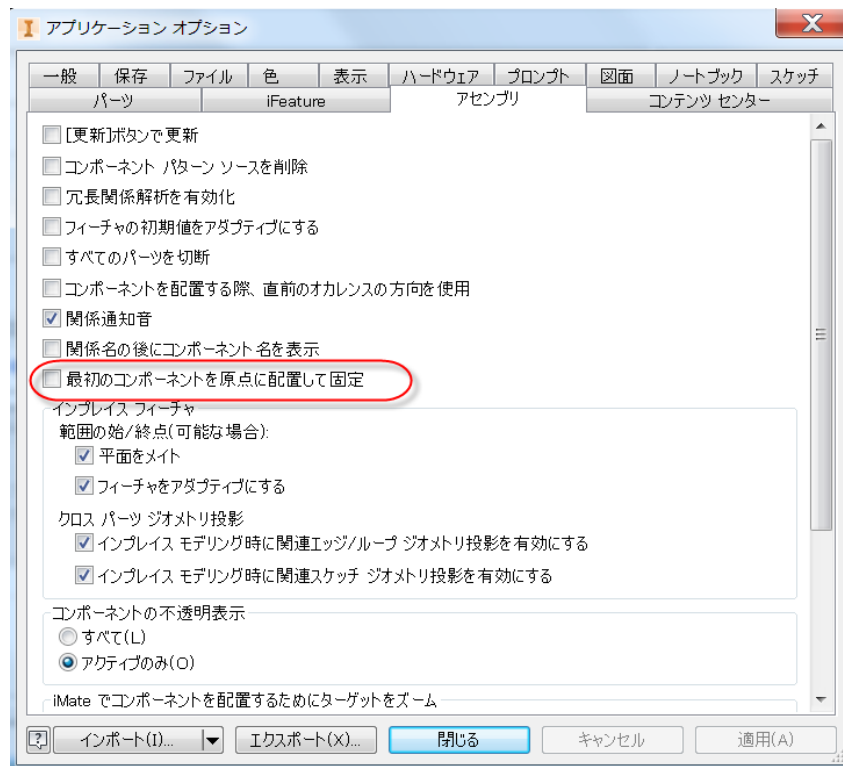 アプリケーション オプション
一般 保存 ファイル 色 表示 ハードウェア プロンプト 図面 ノートブック スケッチ
パーツ iFeature アセンブリ コンテンツ センター
[更新]ボタンで更新
コンポーネント パターン ソースを削除
冗長関係解析を有効化
フィーチャの初期値をアダプティブにする
すべてのパーツを切断
コンポーネントを配置する際、直前のオカレンスの方向を使用
関係通知音
関係名の後にコンポーネント名を表示
最初のコンポーネントを原点に配置して固定
インプレイス フィーチャ
範囲の始/終点(可能な場合):
平面をメイト
フィーチャをアダプティブにする
クロス パーツ ジオメトリ投影
インプレイス モデリング時に関連エッジ/ループ ジオメトリ投影を有効にする
インプレイス モデリング時に関連スケッチ ジオメトリ投影を有効にする
コンポーネントの不透明表示
すべて(L)
アクティブのみ(O)
iMate でコンポーネントを配置するためにターゲットをズーム
? インポート(I)... エクスポート(X)... 閉じる キャンセル 適用(A)